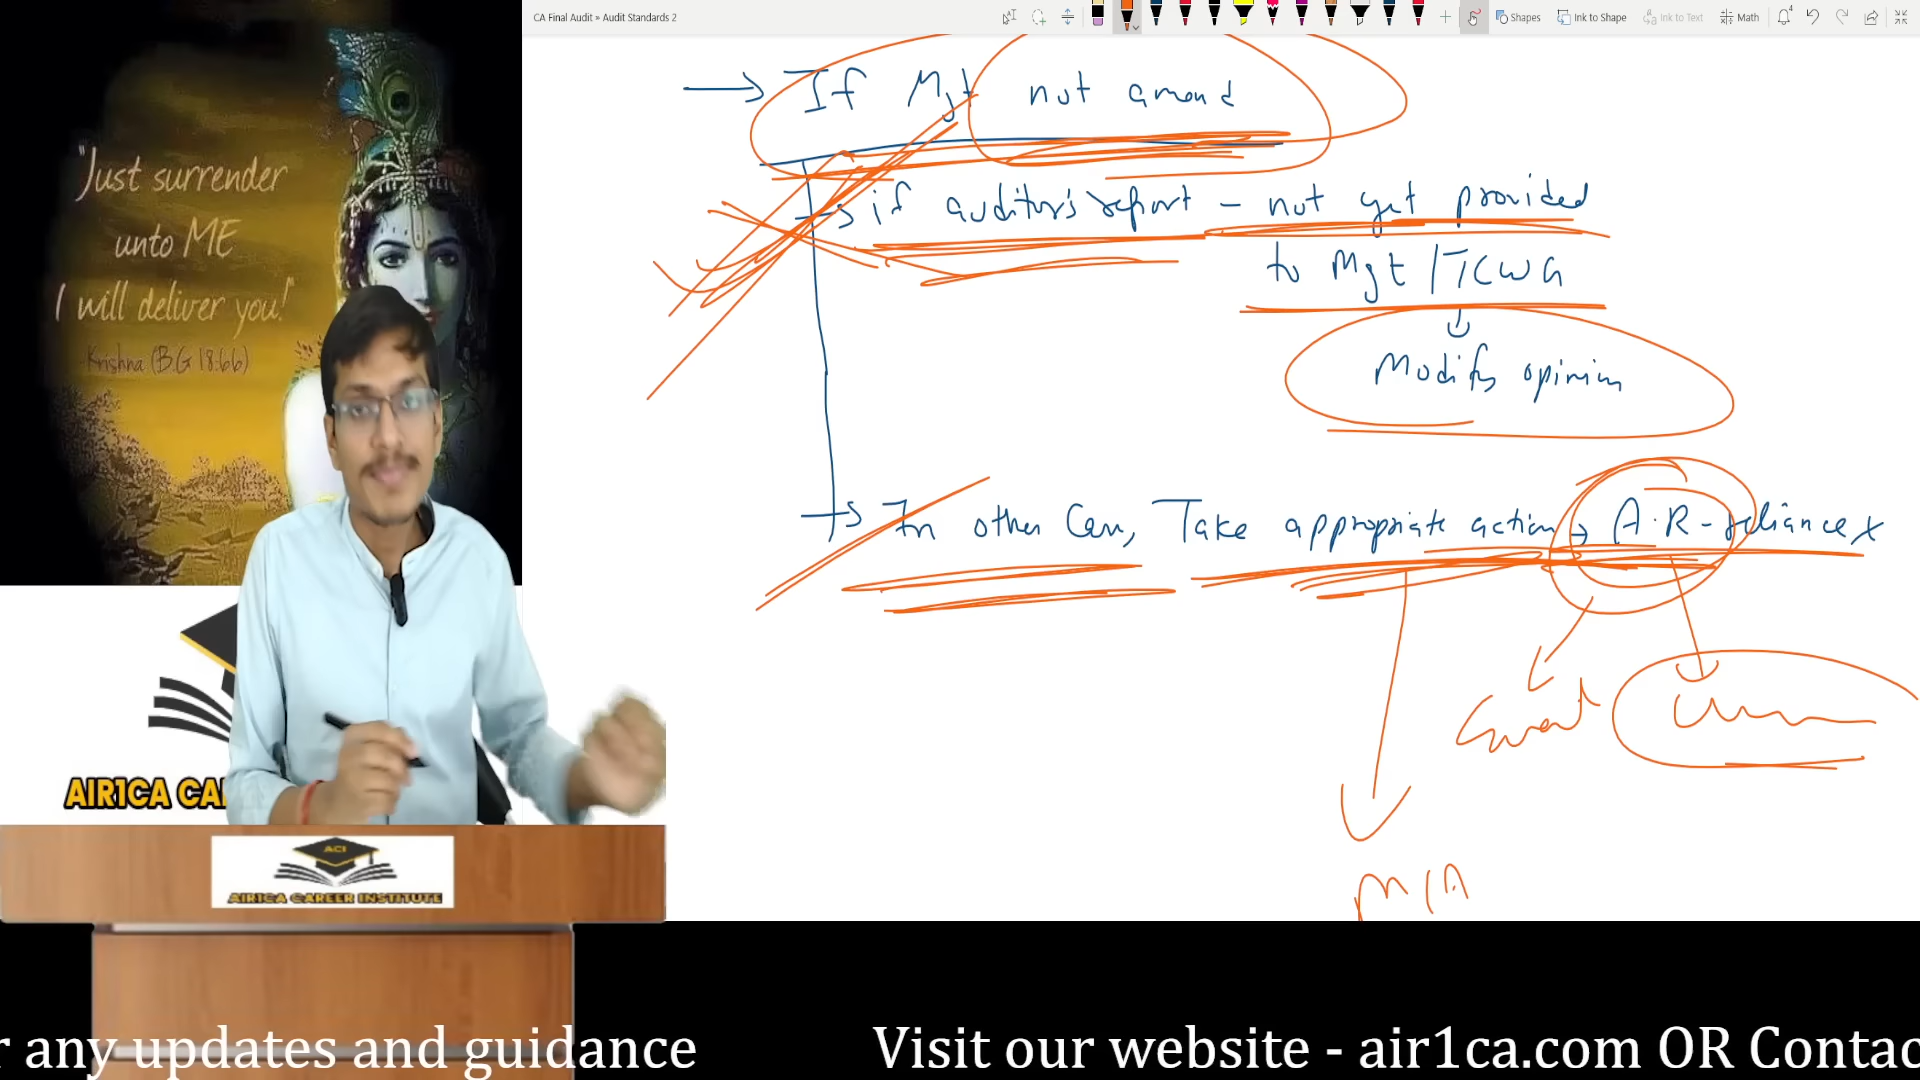 CA Final Audit » Audit Standards 2
Shapes
Ink to Shape
Ink to Text
Math
→ If Mgt not amend
→ if auditor's report - not yet provided
to Mgt / TCWG
Modify opinion
→ In other Case, Take appropriate action → A.R - reliance x
"Just surrender
unto ME
I will deliver you!"
Krishna (B.G 18:66)
AIR1CA CA
ACI
AIR1CA CAREER INSTITUTE
r any updates and guidance Visit our website - air1ca.com OR Contac